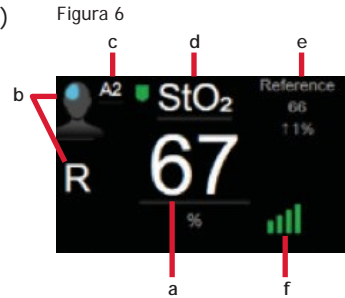 ) Figura 6
c d e
b
A2 StO₂ Reference
66
↑1%
R 67
%
a f